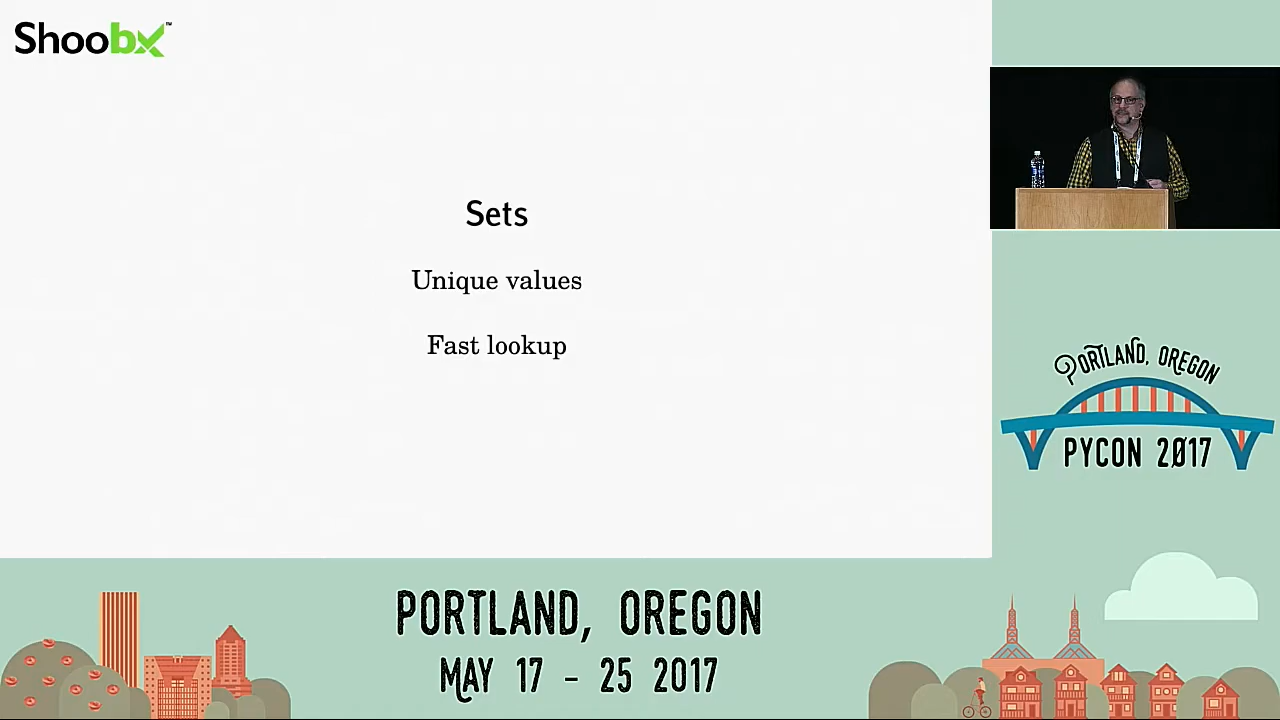 Shoobx™
Sets
Unique values
Fast lookup
PORTLAND, OREGON
PYCON 2017
PORTLAND, OREGON
MAY 17 - 25 2017